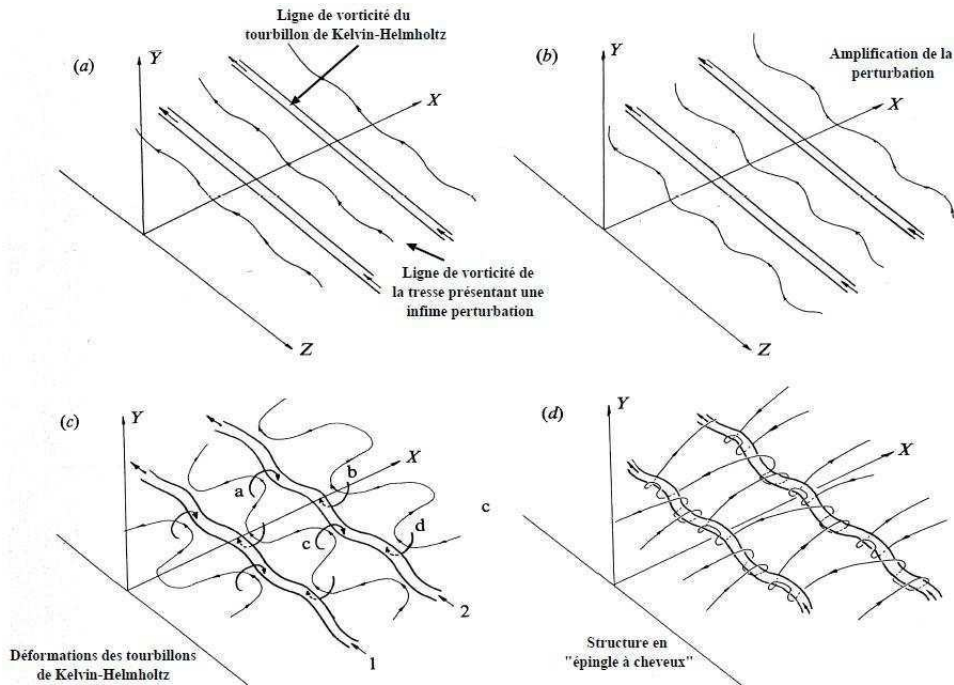 Ligne de vorticité du
tourbillon de Kelvin-Helmholtz
(a)
Y
X
Z
Ligne de vorticité de
la tresse présentant une
infime perturbation
(b)
Y
X
Z
Amplification de la
perturbation
(c)
Y
X
a
b
c
d
c
1
2
Déformations des tourbillons
de Kelvin-Helmholtz
(d)
Y
X
Structure en
"épingle à cheveux"